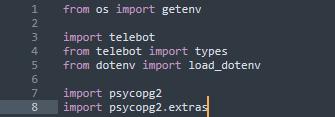 1 from os import getenv
2
3 import telebot
4 from telebot import types
5 from dotenv import load_dotenv
6
7 import psycopg2
8 import psycopg2.extras